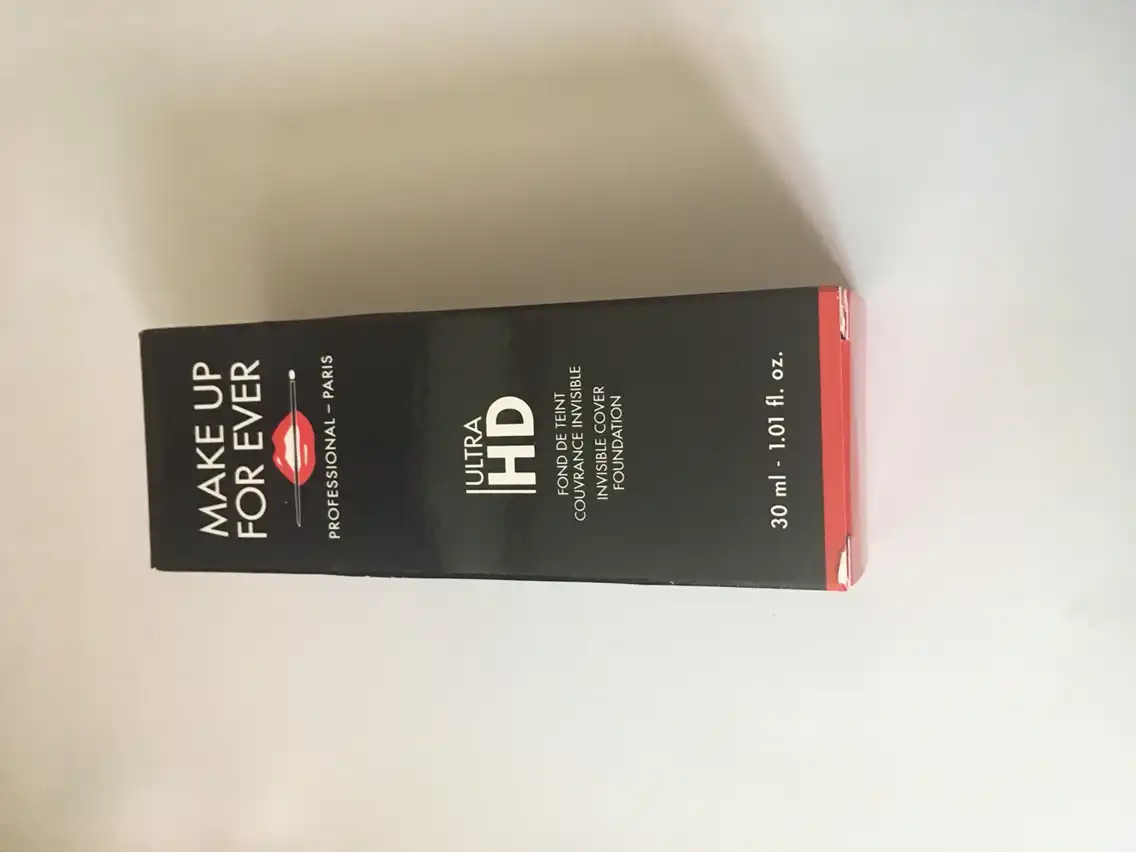 MAKE UP
FOR EVER
PROFESSIONAL – PARIS
ULTRA
HD
FOND DE TEINT
COUVRANCE INVISIBLE
INVISIBLE COVER
FOUNDATION
30 ml - 1.01 fl. oz.